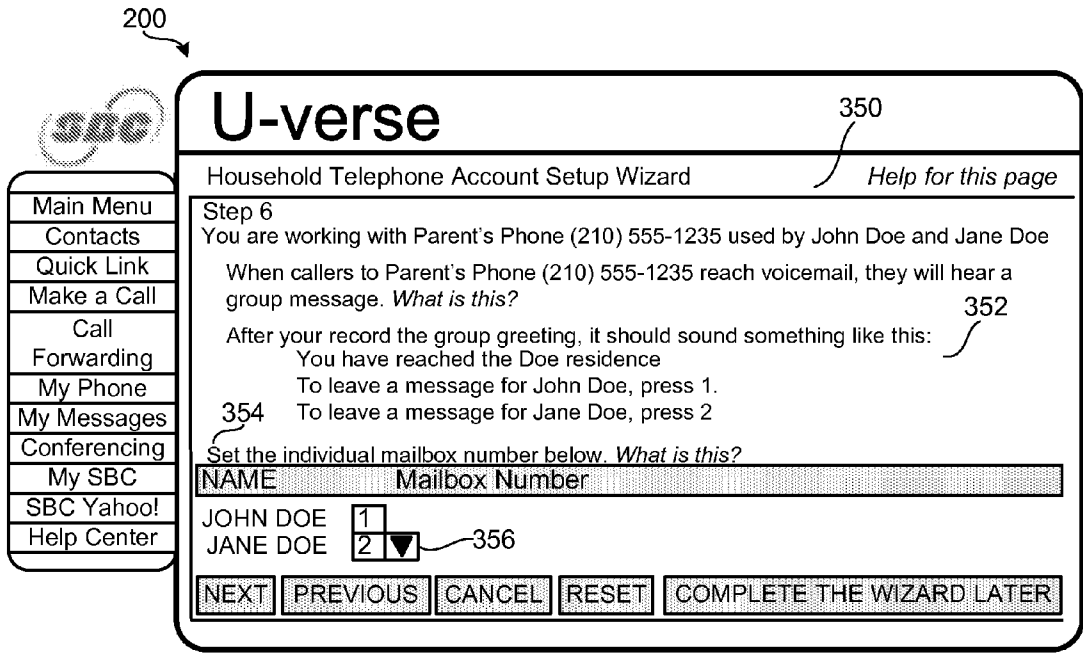 200
SBC
U-verse
350
Household Telephone Account Setup Wizard Help for this page
Main Menu
Contacts
Quick Link
Make a Call
Call
Forwarding
My Phone
My Messages
Conferencing
My SBC
SBC Yahoo!
Help Center
Step 6
You are working with Parent's Phone (210) 555-1235 used by John Doe and Jane Doe
When callers to Parent's Phone (210) 555-1235 reach voicemail, they will hear a
group message. What is this?
352
After your record the group greeting, it should sound something like this:
You have reached the Doe residence
To leave a message for John Doe, press 1.
To leave a message for Jane Doe, press 2
354
Set the individual mailbox number below. What is this?
NAME Mailbox Number
JOHN DOE 1
JANE DOE 2 356
NEXT PREVIOUS CANCEL RESET COMPLETE THE WIZARD LATER